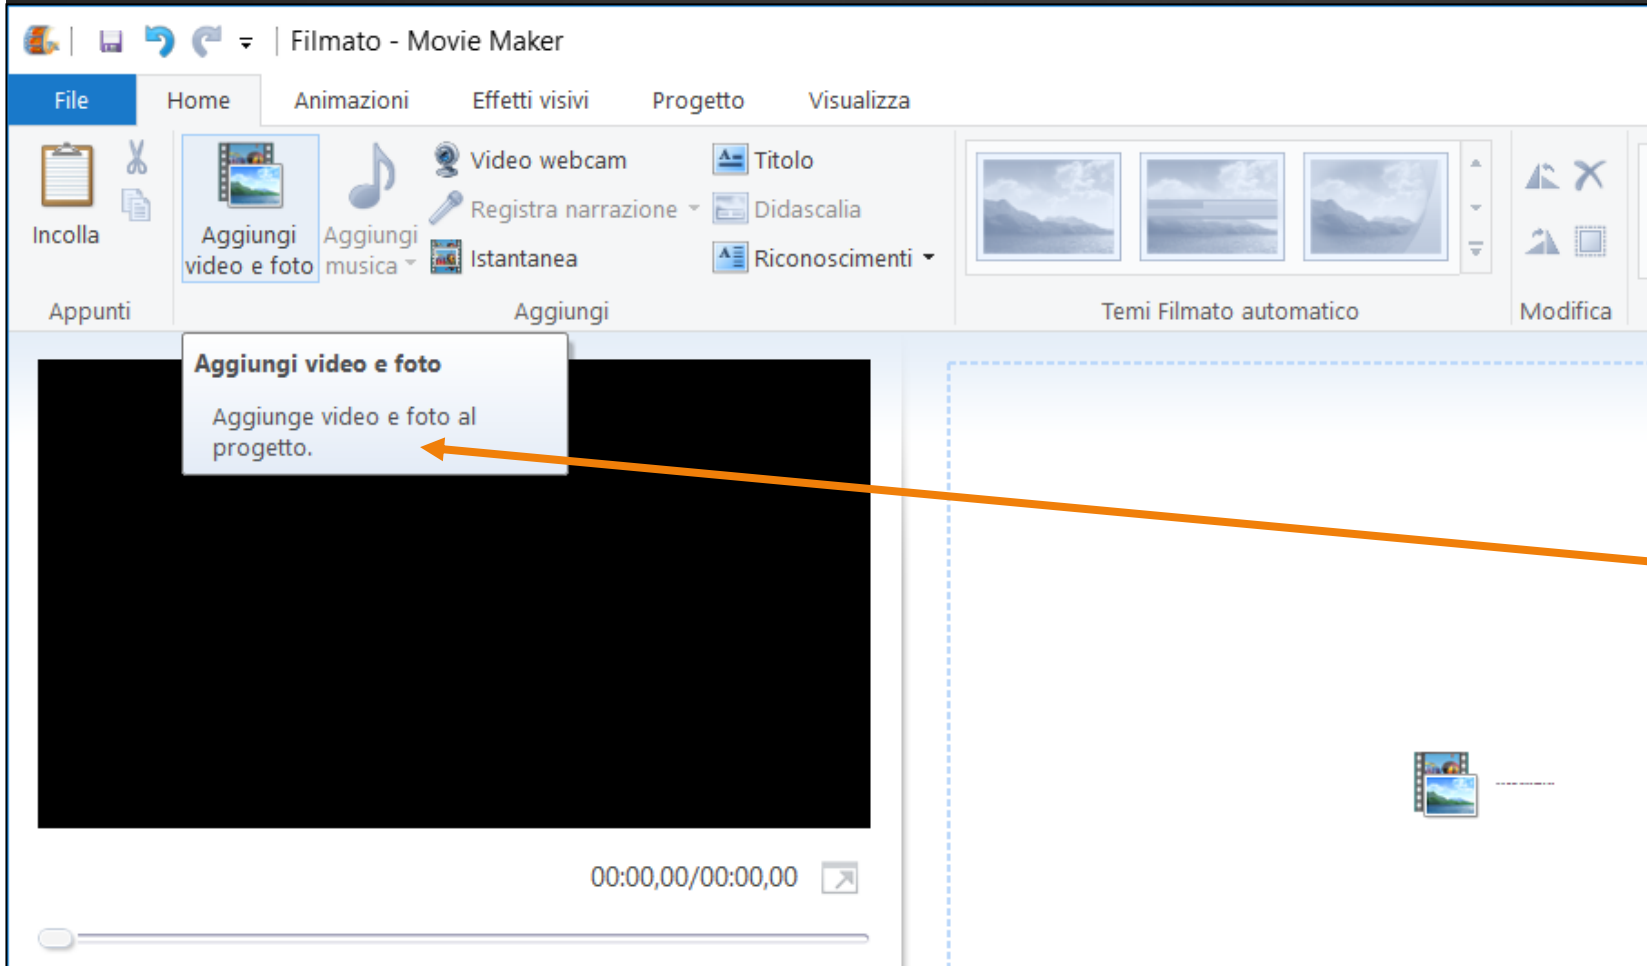 Filmato - Movie Maker
File Home Animazioni Effetti visivi Progetto Visualizza
Incolla
Appunti
Aggiungi
video e foto
Aggiungi
musica
Video webcam
Registra narrazione
Istantanea
Titolo
Didascalia
Riconoscimenti
Aggiungi
Temi Filmato automatico
Modifica
Aggiungi video e foto
Aggiunge video e foto al
progetto.
00:00,00/00:00,00